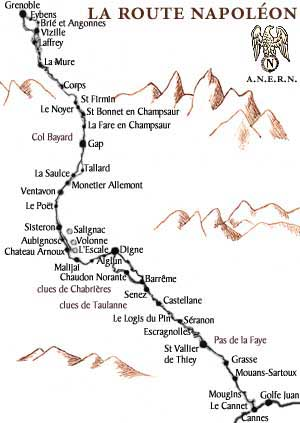 LA ROUTE NAPOLÉON
N
A.N.E.R.N.
Grenoble
Eybens
Brié et Angonnes
Vizille
Laffrey
La Mure
Corps
St Firmin
Le Noyer
St Bonnet en Champsaur
La Fare en Champsaur
Col Bayard
Gap
Tallard
La Saulce
Monetier Allemont
Ventavon
Le Poët
Sisteron
Salignac
Aubignosc
Volonne
Chateau Arnoux
L'Escale
Digne
Malijai
Aiglun
Chaudon Norante
Barrême
clues de Chabrières
Senez
clues de Taulanne
Castellane
Le Logis du Pin
Séranon
Escragnolles
Pas de la Faye
St Vallier
de Thiey
Grasse
Mouans-Sartoux
Mougins
Golfe Juan
Le Cannet
Cannes